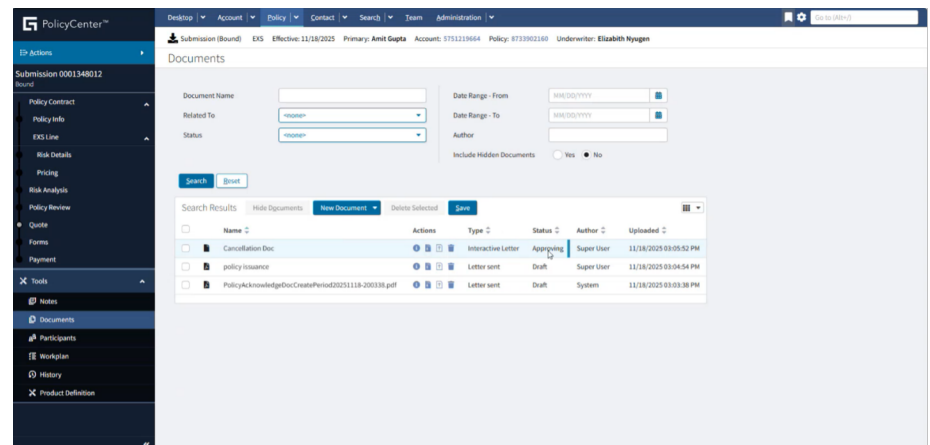 PolicyCenter™
Desktop Account Policy Contact Search Team Administration
Go to (Alt+/)
Actions
Submission (Bound) EXS Effective: 11/18/2025 Primary: Amit Gupta Account: 5751219664 Policy: 8733902160 Underwriter: Elizabith Nyugen
Documents
Submission 0001348012
Bound
Policy Contract
Policy Info
EXS Line
Risk Details
Pricing
Risk Analysis
Policy Review
Quote
Forms
Payment
Tools
Notes
Documents
Participants
Workplan
History
Product Definition
Document Name
Related To <none>
Status <none>
Date Range - From MM/DD/YYYY
Date Range - To MM/DD/YYYY
Author
Include Hidden Documents Yes No
Search Reset
Search Results Hide Documents New Document Delete Selected Save
Name Actions Type Status Author Uploaded
Cancellation Doc Interactive Letter Approving Super User 11/18/2025 03:05:52 PM
policy issuance Letter sent Draft Super User 11/18/2025 03:04:54 PM
PolicyAcknowledgeDocCreatePeriod20251118-200338.pdf Letter sent Draft System 11/18/2025 03:03:38 PM